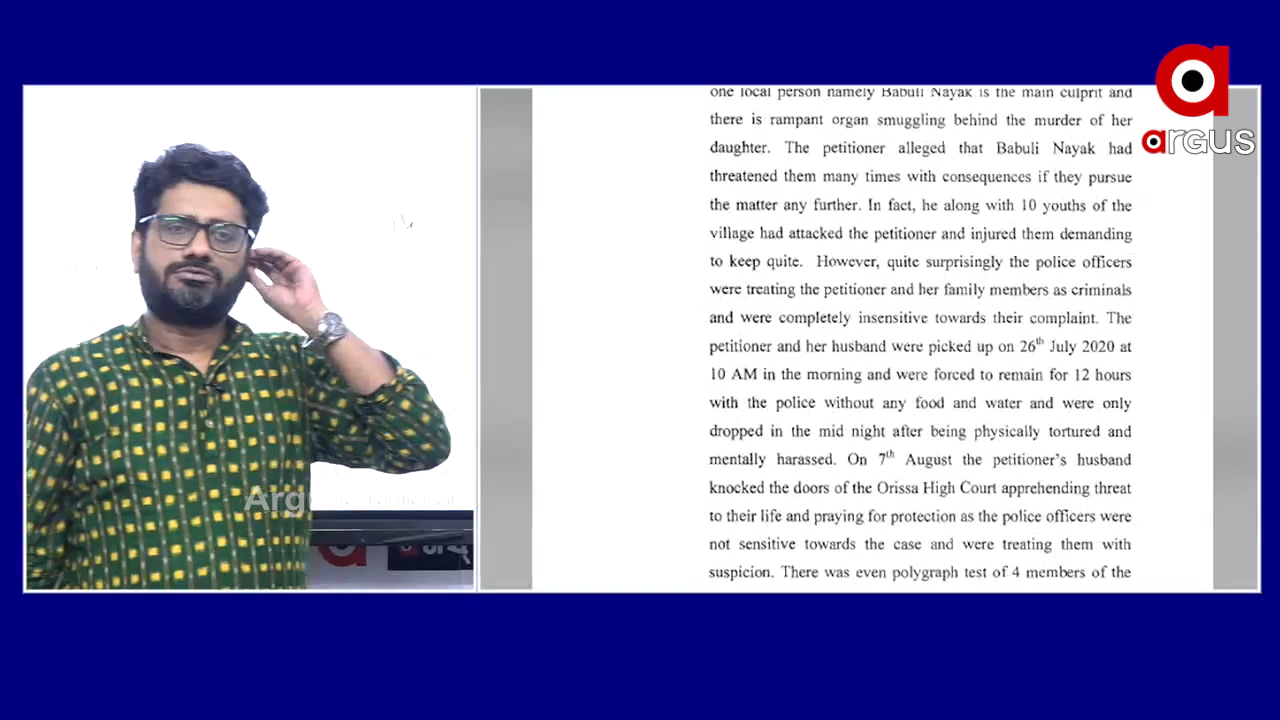 argus
one local person namely Babuli Nayak is the main culprit and
there is rampant organ smuggling behind the murder of her
daughter. The petitioner alleged that Babuli Nayak had
threatened them many times with consequences if they pursue
the matter any further. In fact, he along with 10 youths of the
village had attacked the petitioner and injured them demanding
to keep quite. However, quite surprisingly the police officers
were treating the petitioner and her family members as criminals
and were completely insensitive towards their complaint. The
petitioner and her husband were picked up on 26th July 2020 at
10 AM in the morning and were forced to remain for 12 hours
with the police without any food and water and were only
dropped in the mid night after being physically tortured and
mentally harassed. On 7th August the petitioner's husband
knocked the doors of the Orissa High Court apprehending threat
to their life and praying for protection as the police officers were
not sensitive towards the case and were treating them with
suspicion. There was even polygraph test of 4 members of the